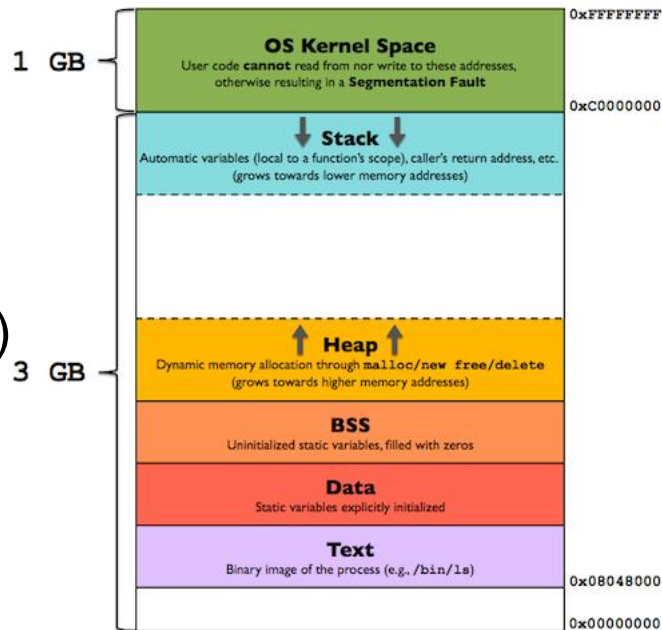 0xFFFFFFFF
1 GB
OS Kernel Space
User code cannot read from nor write to these addresses,
otherwise resulting in a Segmentation Fault
0xC0000000
Stack
Automatic variables (local to a function's scope), caller's return address, etc.
(grows towards lower memory addresses)
)
3 GB
Heap
Dynamic memory allocation through malloc/new free/delete
(grows towards higher memory addresses)
BSS
Uninitialized static variables, filled with zeros
Data
Static variables explicitly initialized
Text
Binary image of the process (e.g., /bin/ls)
0x08048000
0x00000000